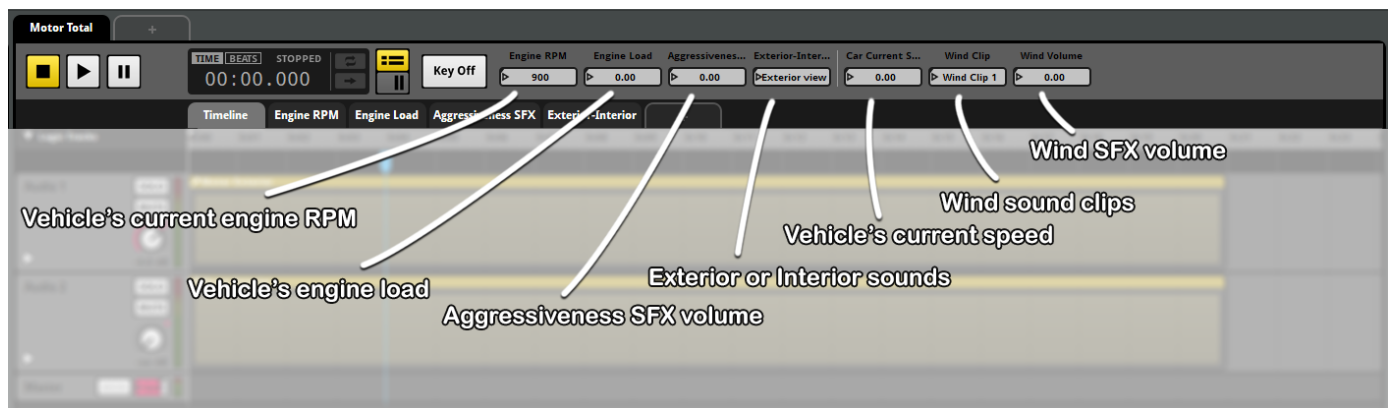 Motor Total
+
TIME BEATS STOPPED
00:00.000
Key Off
Engine RPM Engine Load Aggressivenes... Exterior-Inter... Car Current S... Wind Clip Wind Volume
900 0.00 0.00 Exterior view 0.00 Wind Clip 1 0.00
Timeline Engine RPM Engine Load Aggressiveness SFX Exterior-Interior
Wind SFX volume
Wind sound clips
Vehicle's current engine RPM
Vehicle's current speed
Exterior or Interior sounds
Vehicle's engine load
Aggressiveness SFX volume